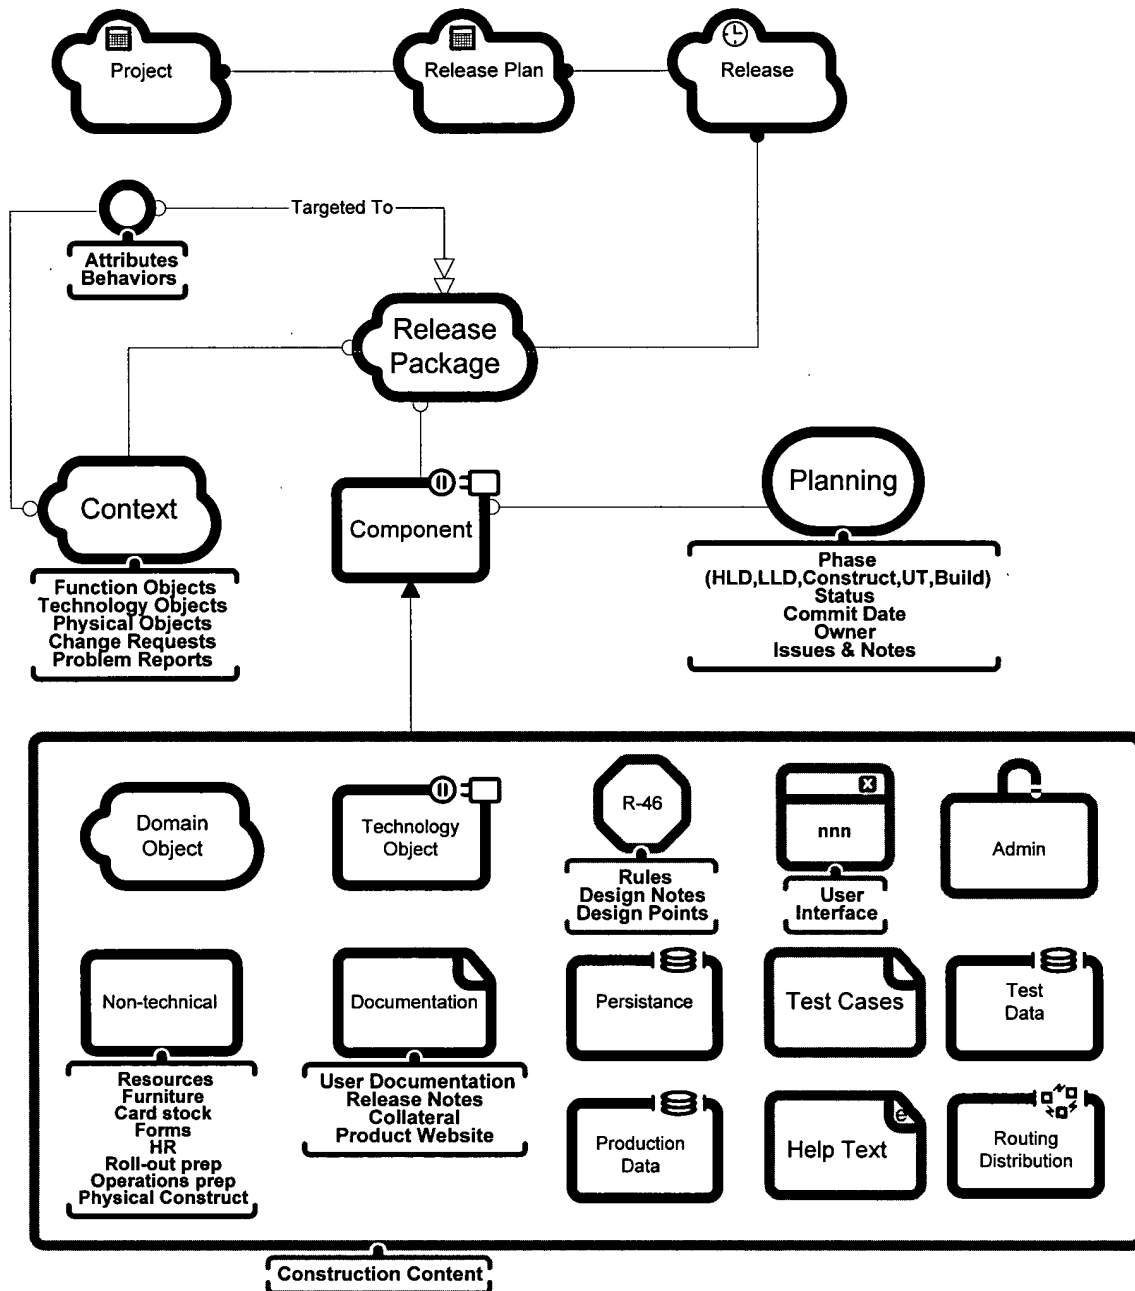 Project
Release Plan
Release
Targeted To
Attributes
Behaviors
Release
Package
Context
Function Objects
Technology Objects
Physical Objects
Change Requests
Problem Reports
Component
Planning
Phase
(HLD,LLD,Construct,UT,Build)
Status
Commit Date
Owner
Issues & Notes
Domain
Object
Technology
Object
R-46
Rules
Design Notes
Design Points
X
nnn
User
Interface
Admin
Non-technical
Resources
Furniture
Card stock
Forms
HR
Roll-out prep
Operations prep
Physical Construct
Documentation
User Documentation
Release Notes
Collateral
Product Website
Persistance
Test Cases
Test
Data
Production
Data
e
Help Text
Routing
Distribution
Construction Content